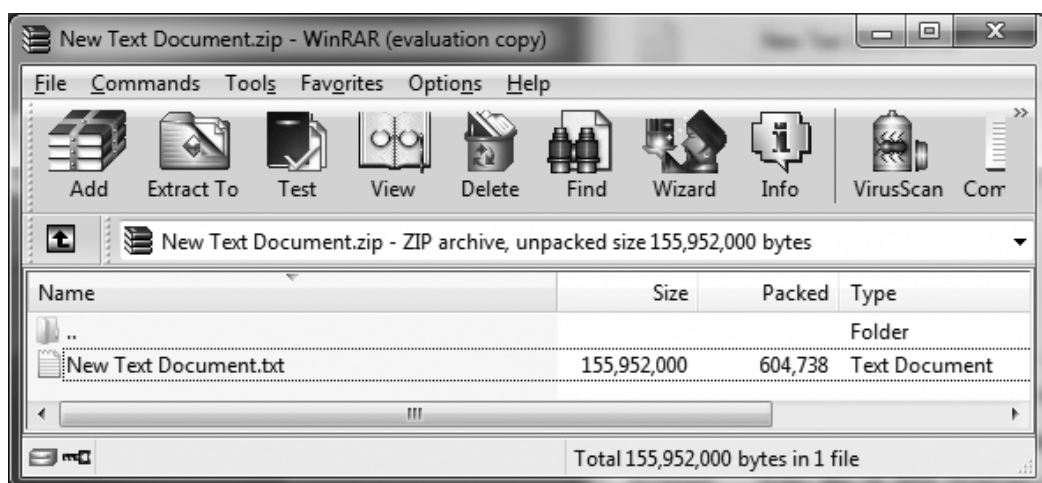 New Text Document.zip - WinRAR (evaluation copy)
File Commands Tools Favorites Options Help
Add Extract To Test View Delete Find Wizard Info VirusScan Com
New Text Document.zip - ZIP archive, unpacked size 155,952,000 bytes
Name Size Packed Type
.. Folder
New Text Document.txt 155,952,000 604,738 Text Document
Total 155,952,000 bytes in 1 file